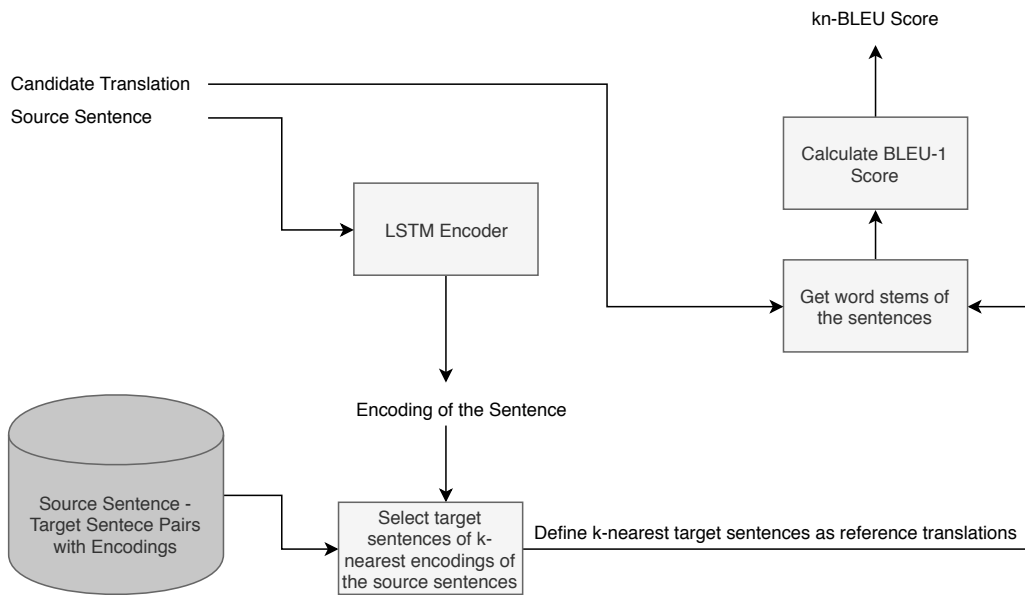 kn-BLEU Score
Candidate Translation
Source Sentence
Calculate BLEU-1
Score
LSTM Encoder
Get word stems of
the sentences
Encoding of the Sentence
Source Sentence -
Target Sentece Pairs
with Encodings
Select target
sentences of k-
nearest encodings of
the source sentences
Define k-nearest target sentences as reference translations